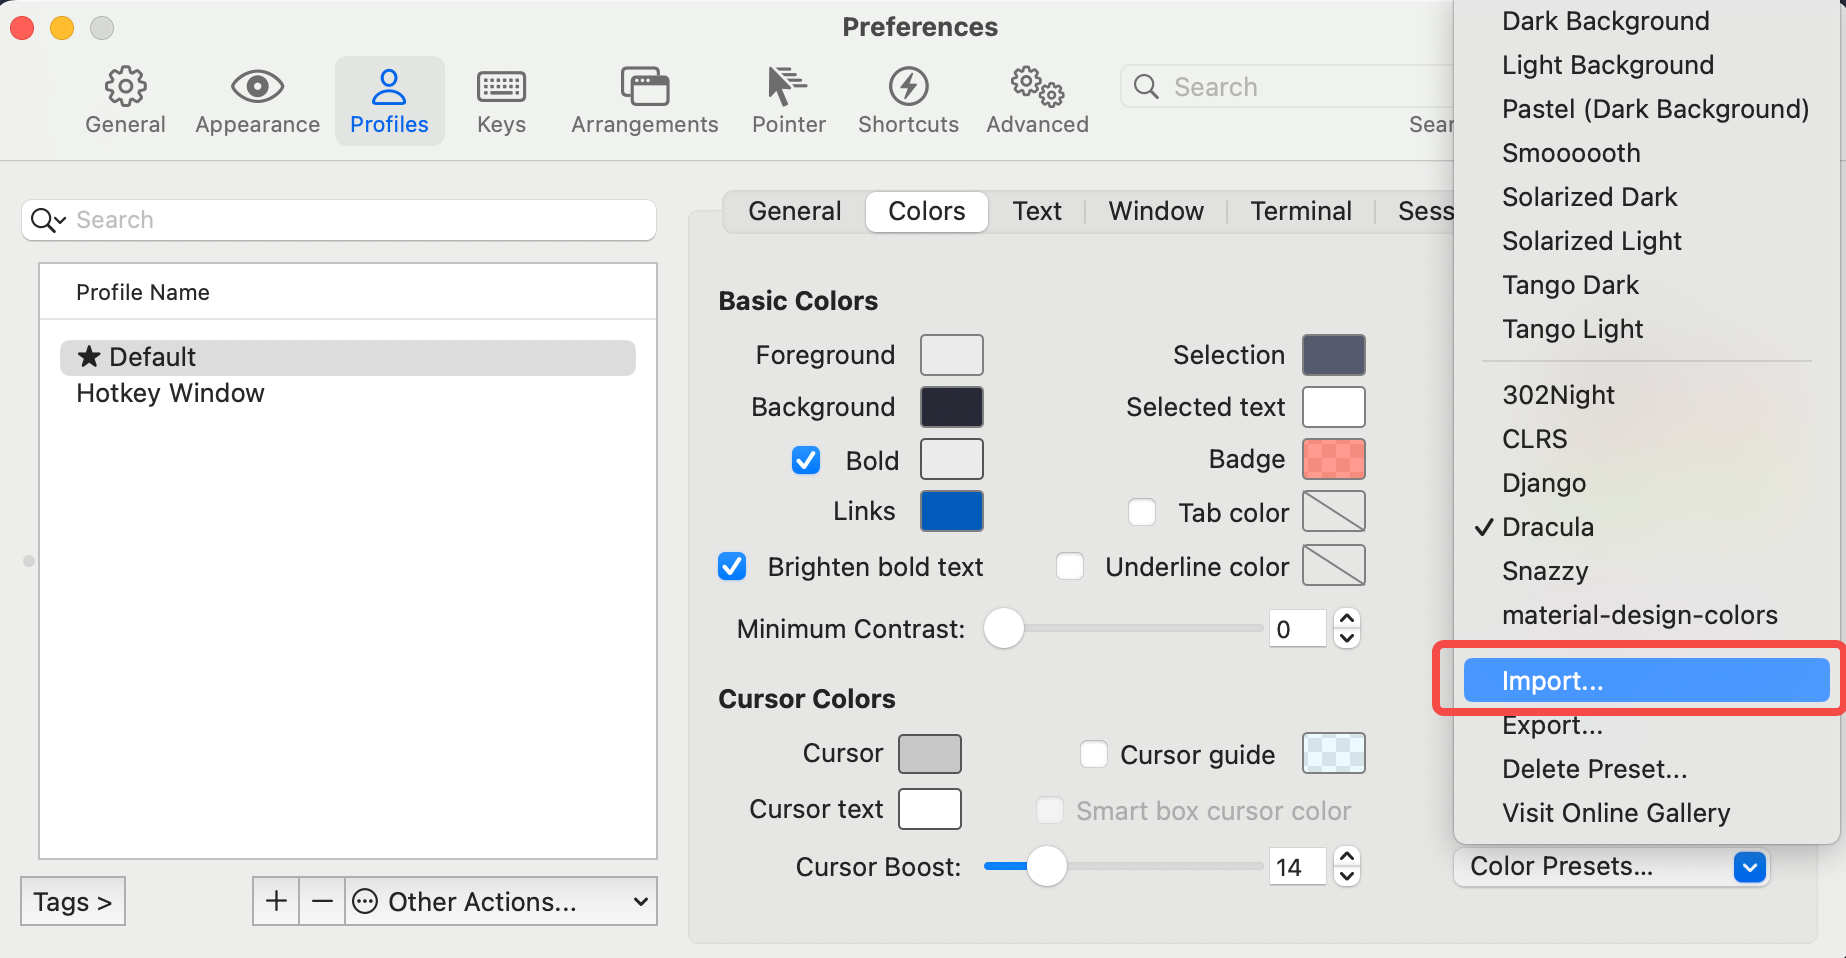 Preferences
General
Appearance
Profiles
Keys
Arrangements
Pointer
Shortcuts
Advanced
Search
Sear
Search
Profile Name
★ Default
Hotkey Window
Tags >
+
−
Other Actions...
General
Colors
Text
Window
Terminal
Sess
Basic Colors
Foreground
Selection
Background
Selected text
Bold
Badge
Links
Tab color
Brighten bold text
Underline color
Minimum Contrast:
0
Cursor Colors
Cursor
Cursor guide
Cursor text
Smart box cursor color
Cursor Boost:
14
Dark Background
Light Background
Pastel (Dark Background)
Smoooooth
Solarized Dark
Solarized Light
Tango Dark
Tango Light
302Night
CLRS
Django
✓ Dracula
Snazzy
material-design-colors
Import...
Export...
Delete Preset...
Visit Online Gallery
Color Presets...